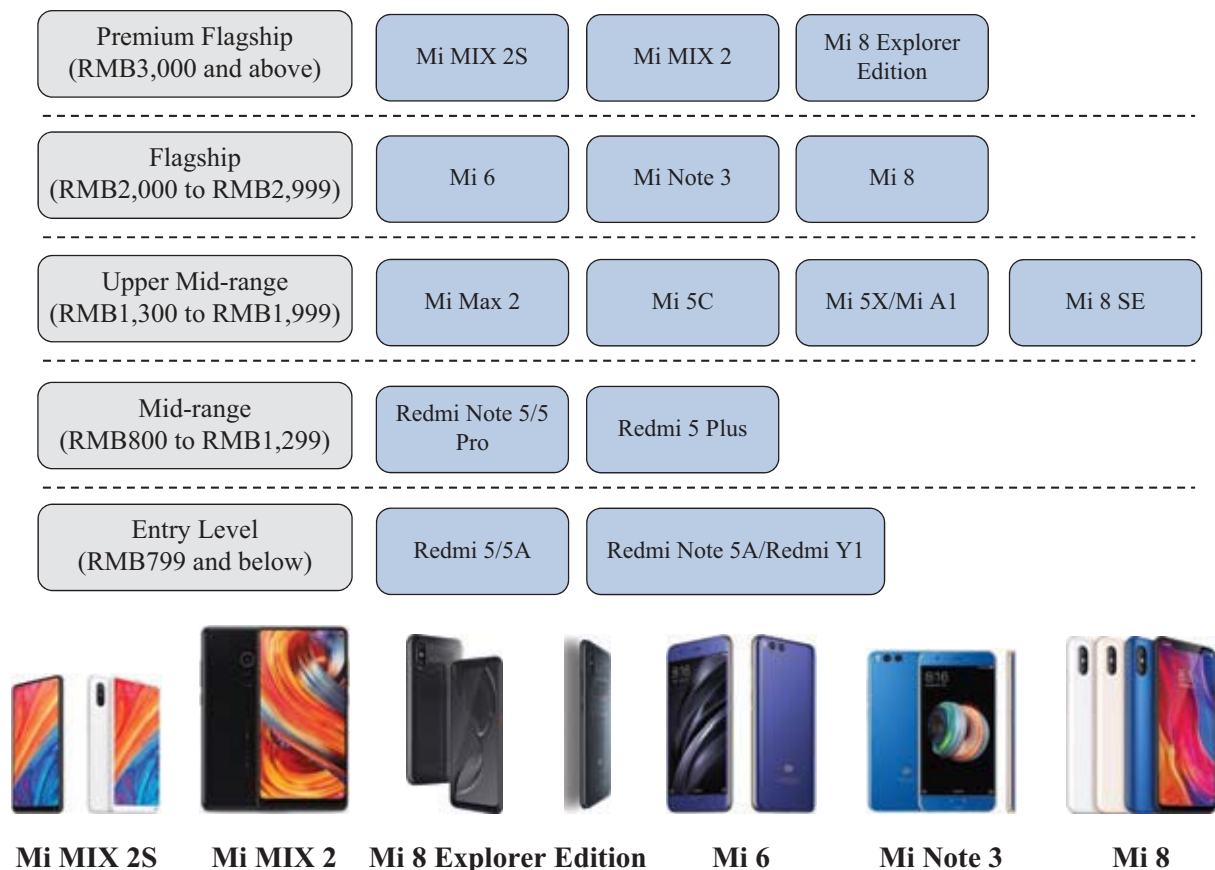 Premium Flagship
(RMB3,000 and above)
Mi MIX 2S
Mi MIX 2
Mi 8 Explorer
Edition
Flagship
(RMB2,000 to RMB2,999)
Mi 6
Mi Note 3
Mi 8
Upper Mid-range
(RMB1,300 to RMB1,999)
Mi Max 2
Mi 5C
Mi 5X/Mi A1
Mi 8 SE
Mid-range
(RMB800 to RMB1,299)
Redmi Note 5/5
Pro
Redmi 5 Plus
Entry Level
(RMB799 and below)
Redmi 5/5A
Redmi Note 5A/Redmi Y1
8:16
8:16
Mi MIX 2S
Mi MIX 2
Mi 8 Explorer Edition
Mi 6
Mi Note 3
Mi 8